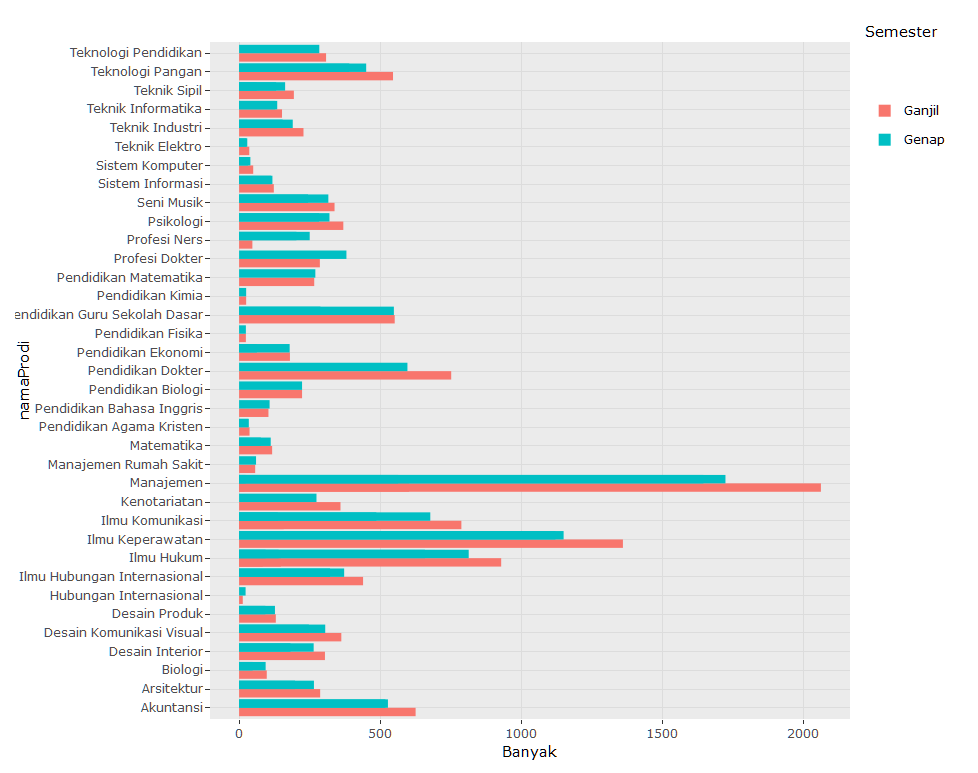 Semester
Ganjil
Genap
namaProdi
Teknologi Pendidikan
Teknologi Pangan
Teknik Sipil
Teknik Informatika
Teknik Industri
Teknik Elektro
Sistem Komputer
Sistem Informasi
Seni Musik
Psikologi
Profesi Ners
Profesi Dokter
Pendidikan Matematika
Pendidikan Kimia
endidikan Guru Sekolah Dasar
Pendidikan Fisika
Pendidikan Ekonomi
Pendidikan Dokter
Pendidikan Biologi
Pendidikan Bahasa Inggris
Pendidikan Agama Kristen
Matematika
Manajemen Rumah Sakit
Manajemen
Kenotariatan
Ilmu Komunikasi
Ilmu Keperawatan
Ilmu Hukum
Ilmu Hubungan Internasional
Hubungan Internasional
Desain Produk
Desain Komunikasi Visual
Desain Interior
Biologi
Arsitektur
Akuntansi
0 500 1000 1500 2000
Banyak